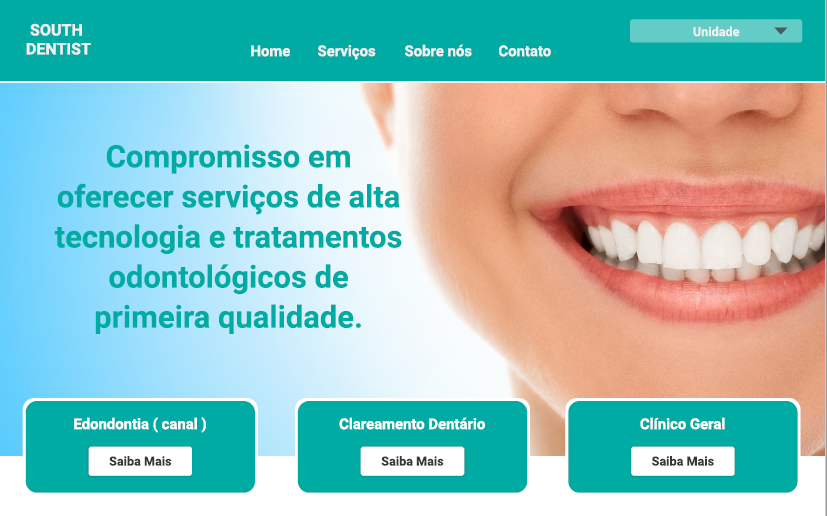 SOUTH
DENTIST
Home Serviços Sobre nós Contato
Unidade
Compromisso em
oferecer serviços de alta
tecnologia e tratamentos
odontológicos de
primeira qualidade.
Edondontia ( canal )
Saiba Mais
Clareamento Dentário
Saiba Mais
Clínico Geral
Saiba Mais